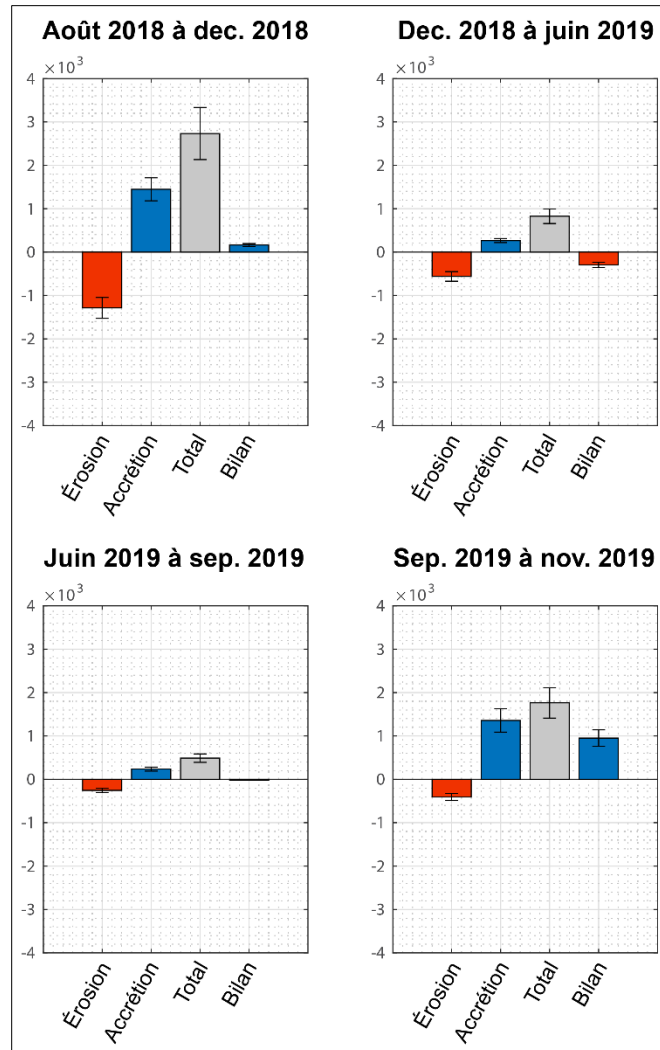 Août 2018 à dec. 2018
×10³
4
3
2
1
0
-1
-2
-3
-4
Érosion
Accrétion
Total
Bilan
Dec. 2018 à juin 2019
×10³
4
3
2
1
0
-1
-2
-3
-4
Érosion
Accrétion
Total
Bilan
Juin 2019 à sep. 2019
×10³
4
3
2
1
0
-1
-2
-3
-4
Érosion
Accrétion
Total
Bilan
Sep. 2019 à nov. 2019
×10³
4
3
2
1
0
-1
-2
-3
-4
Érosion
Accrétion
Total
Bilan